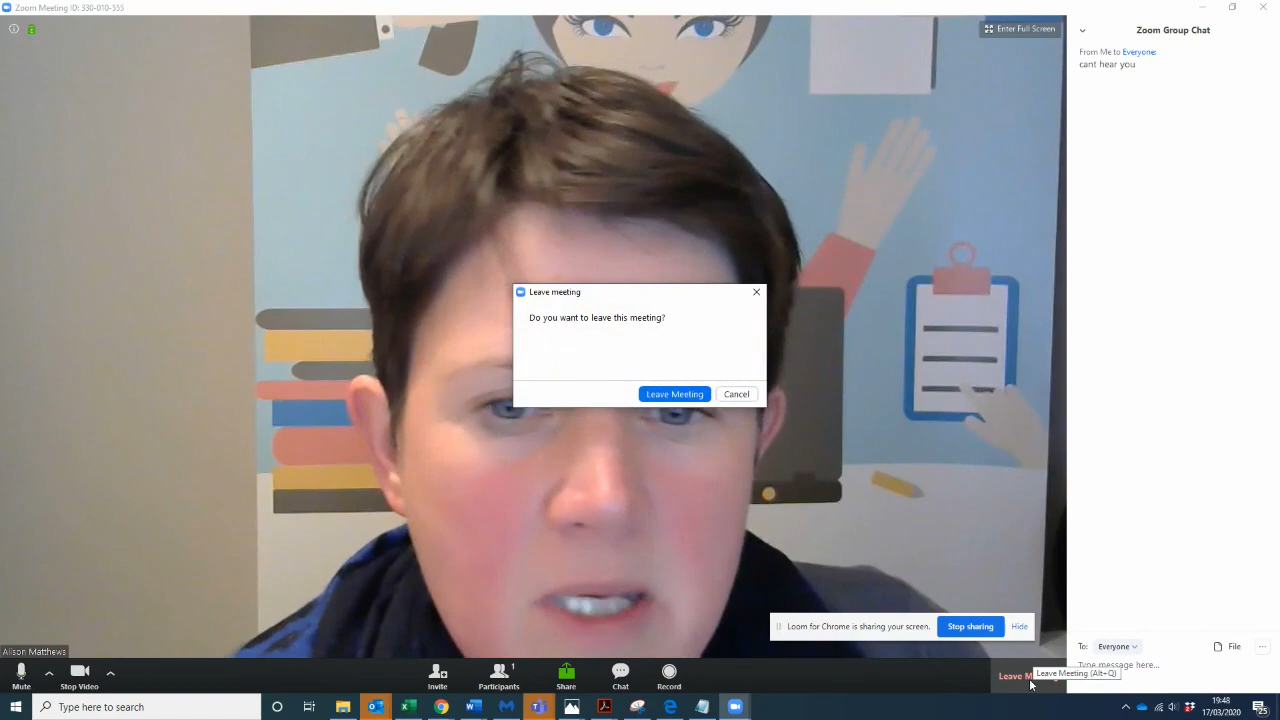 Zoom Meeting ID: 330-010-555
Enter Full Screen
Zoom Group Chat
From Me to Everyone:
cant hear you
Leave meeting
Do you want to leave this meeting?
Leave Meeting
Cancel
Loom for Chrome is sharing your screen.
Stop sharing
Hide
Alison Matthews
To: Everyone
File
Type message here...
Mute
Stop Video
Invite
1
Participants
Share
Chat
Record
Leave
Leave Meeting (Alt+Q)
Type here to search
19:48
17/03/2020
25